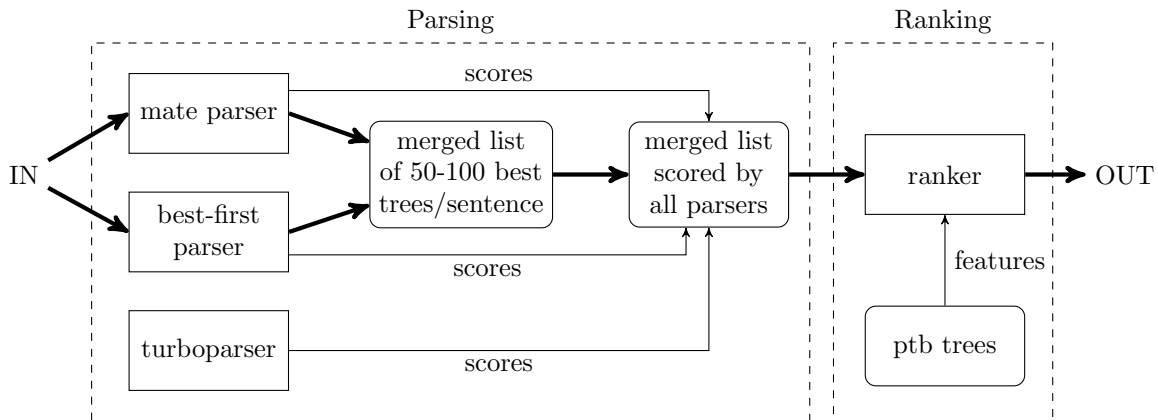 Parsing
Ranking
scores
mate parser
merged list
of 50-100 best
trees/sentence
merged list
scored by
all parsers
IN
ranker
OUT
best-first
parser
scores
features
turboparser
scores
ptb trees